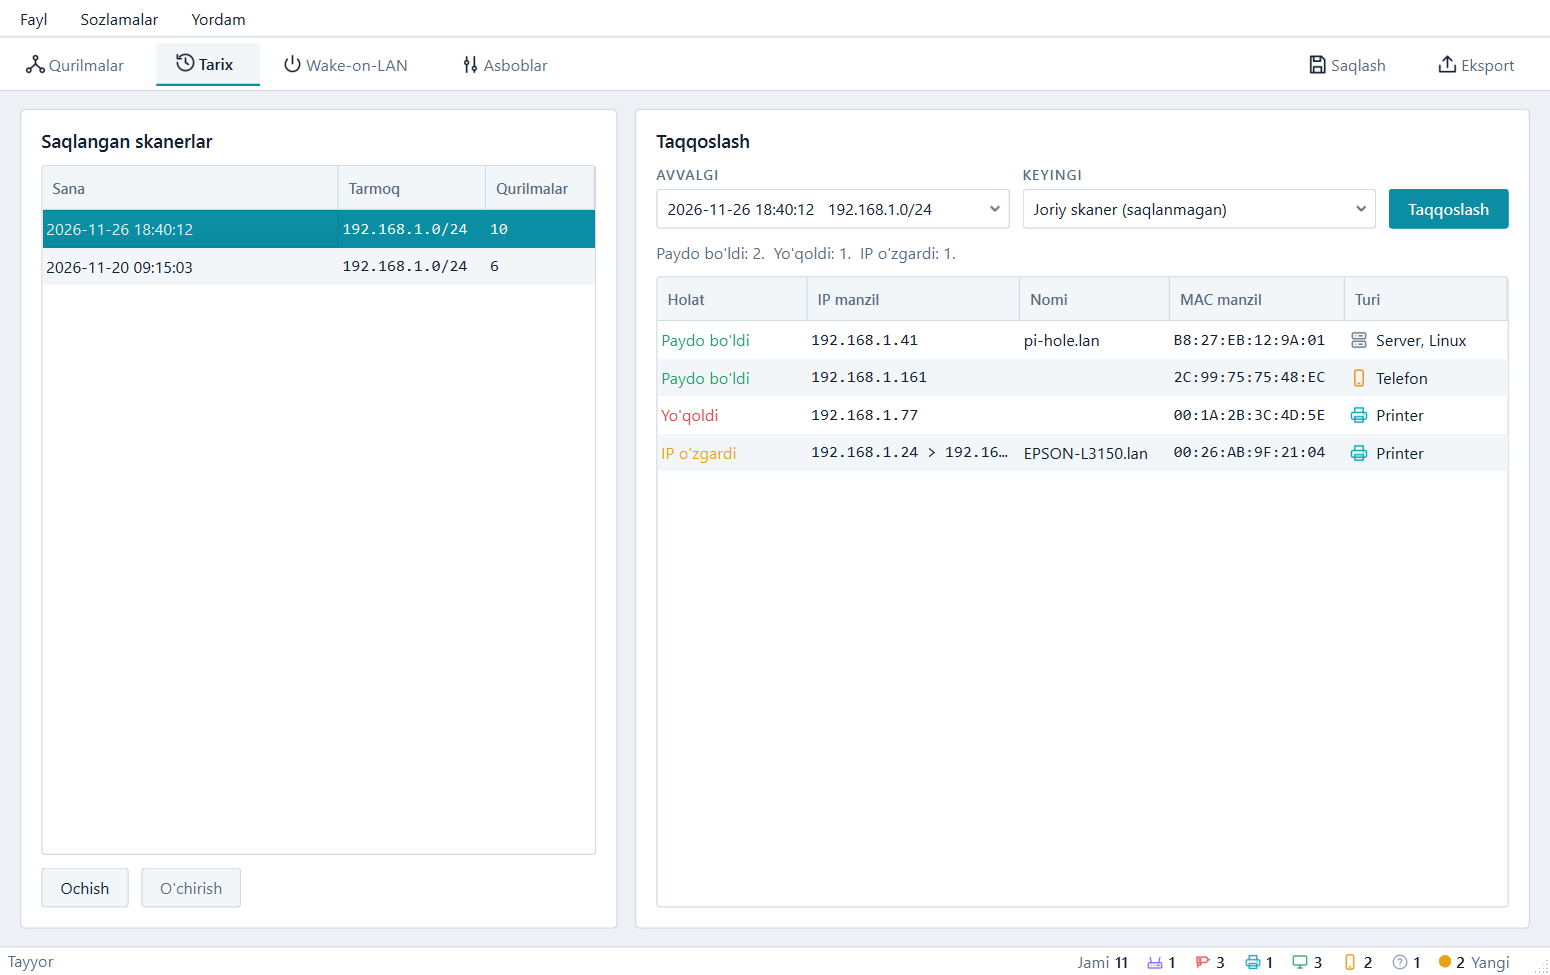 Fayl Sozlamalar Yordam
Qurilmalar Tarix Wake-on-LAN Asboblar Saqlash Eksport
Saqlangan skanerlar
Sana Tarmoq Qurilmalar
2026-11-26 18:40:12 192.168.1.0/24 10
2026-11-20 09:15:03 192.168.1.0/24 6
Ochish O'chirish
Taqqoslash
AVVALGI KEYINGI
2026-11-26 18:40:12 192.168.1.0/24 Joriy skaner (saqlanmagan) Taqqoslash
Paydo bo'ldi: 2. Yo'qoldi: 1. IP o'zgardi: 1.
Holat IP manzil Nomi MAC manzil Turi
Paydo bo'ldi 192.168.1.41 pi-hole.lan B8:27:EB:12:9A:01 Server, Linux
Paydo bo'ldi 192.168.1.161 2C:99:75:75:48:EC Telefon
Yo'qoldi 192.168.1.77 00:1A:2B:3C:4D:5E Printer
IP o'zgardi 192.168.1.24 > 192.16... EPSON-L3150.lan 00:26:AB:9F:21:04 Printer
Tayyor Jami 11 1 3 1 3 2 1 2 Yangi